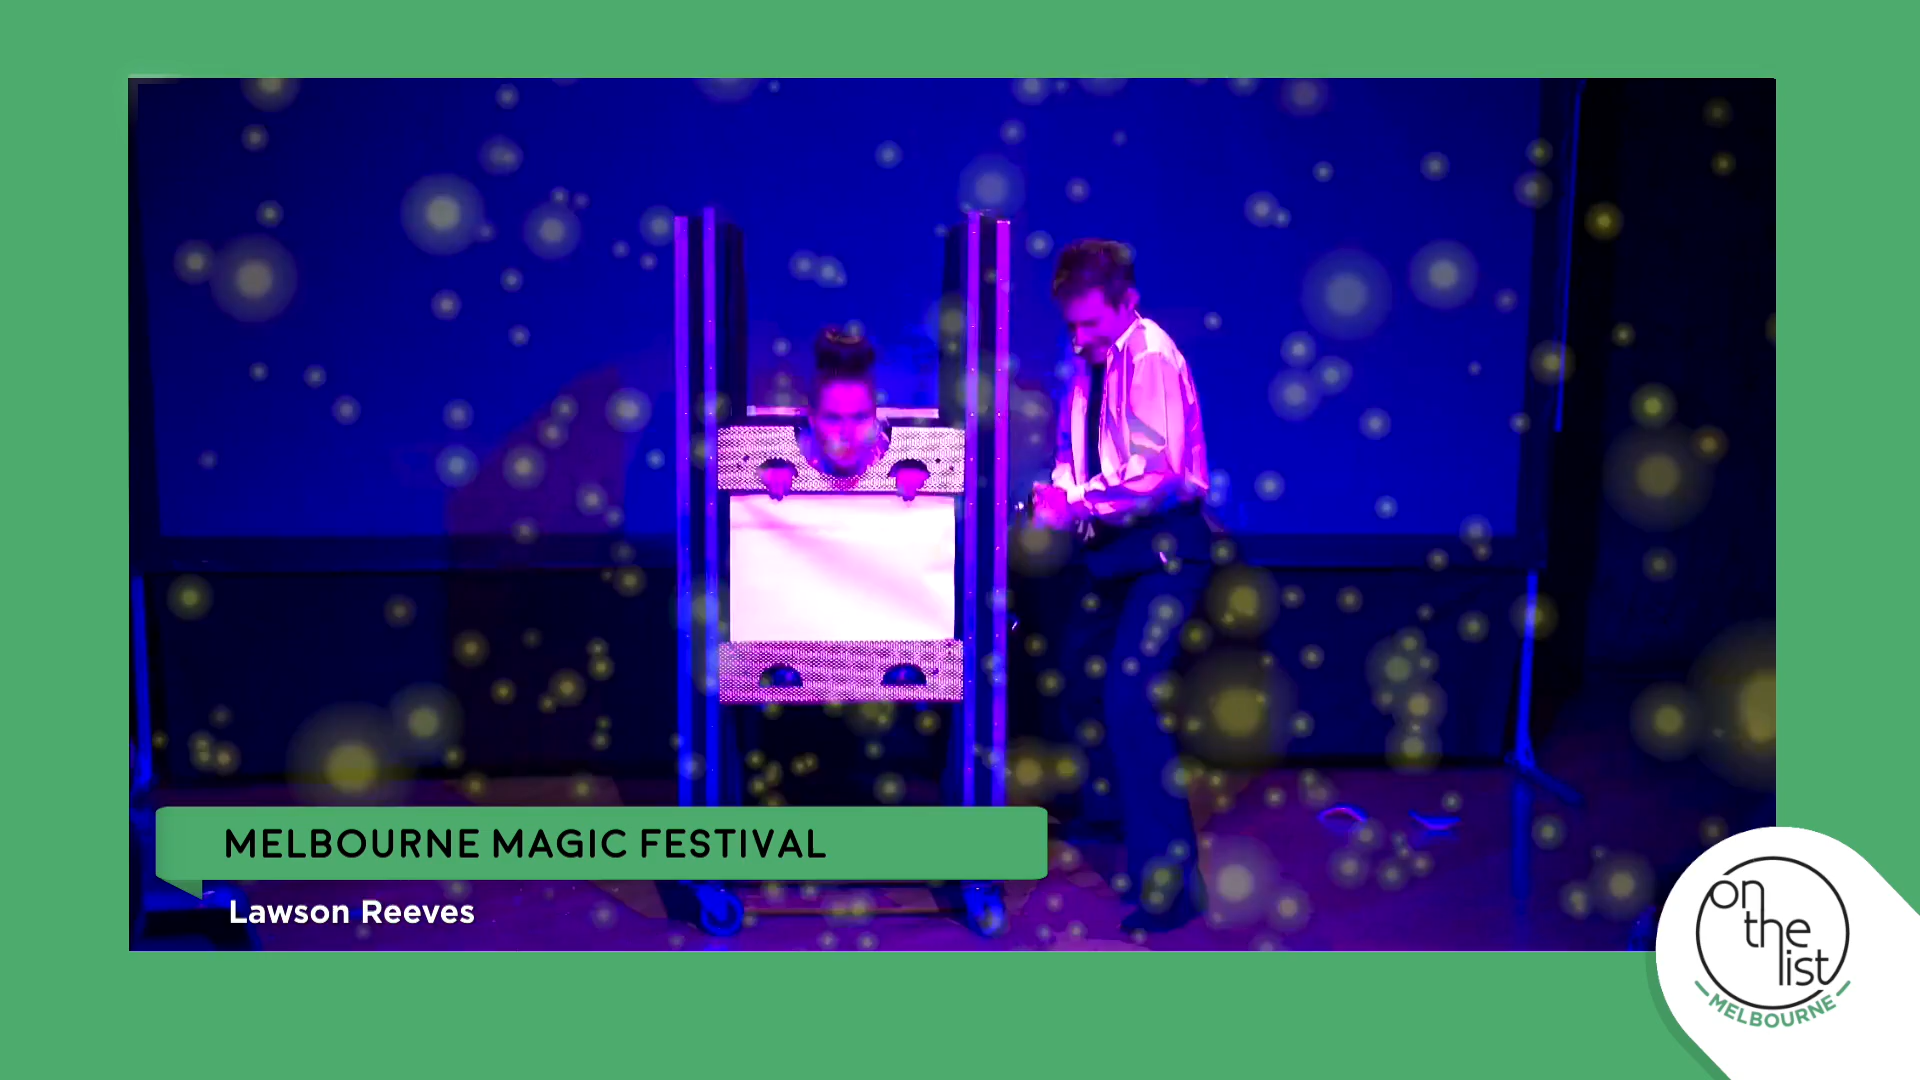 MELBOURNE MAGIC FESTIVAL
Lawson Reeves
on
the
list
MELBOURNE